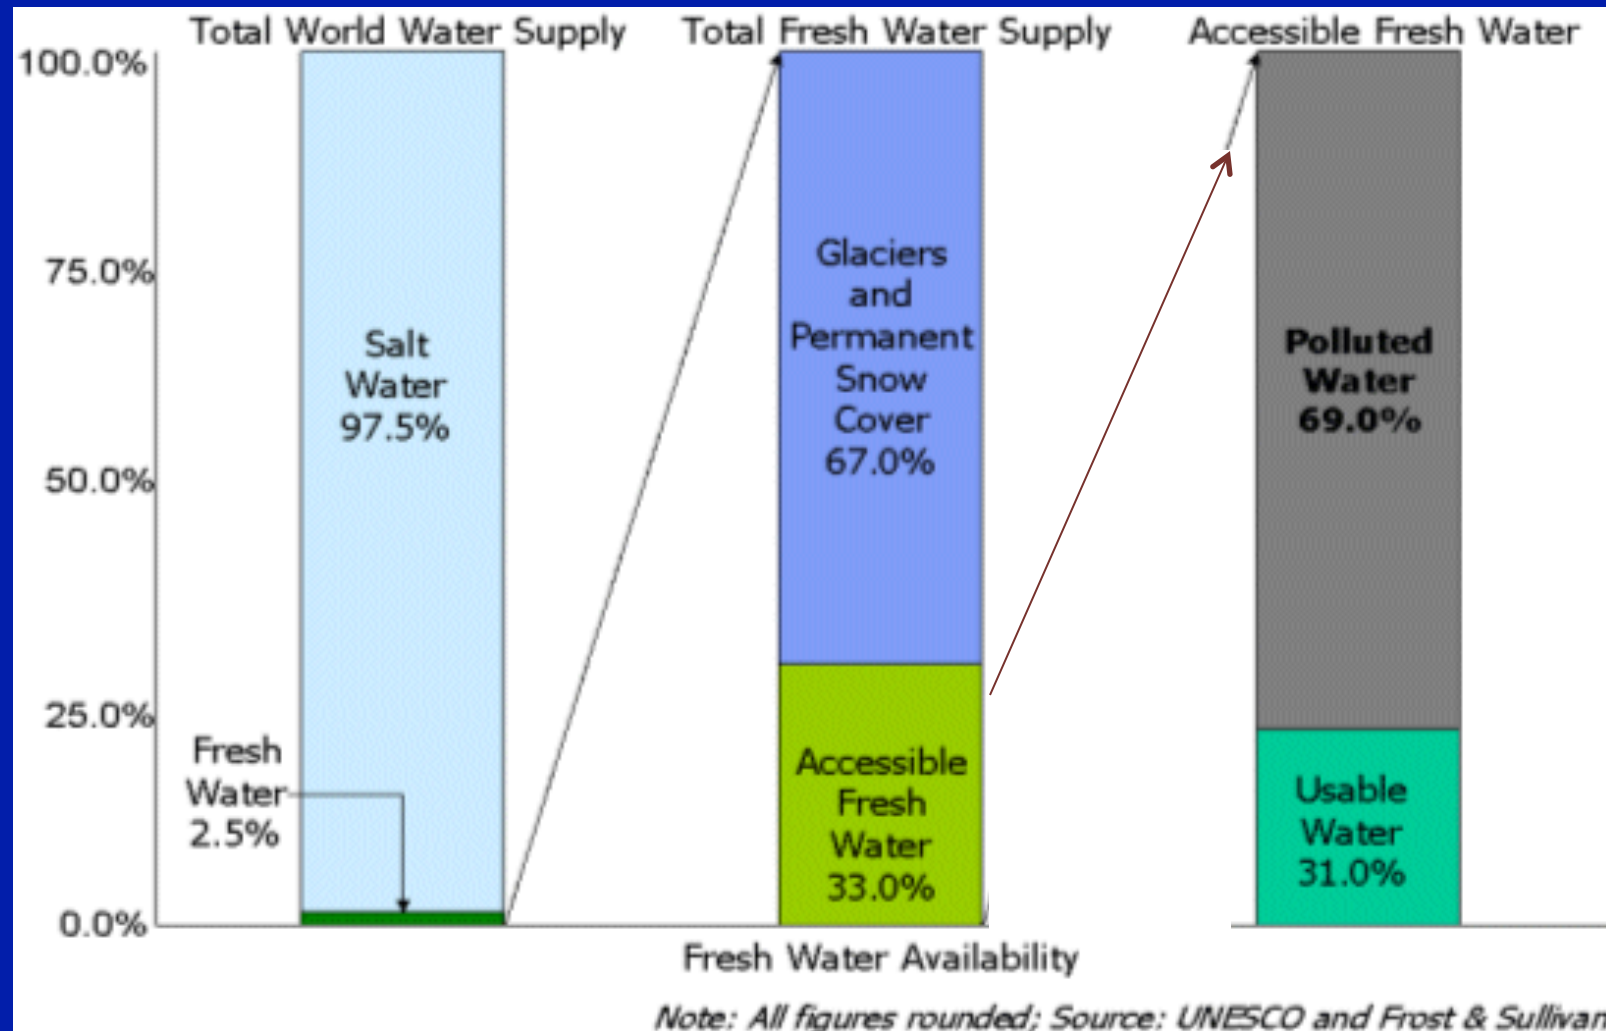 Total World Water Supply
Total Fresh Water Supply
Accessible Fresh Water
100.0%
75.0%
50.0%
25.0%
0.0%
Salt
Water
97.5%
Fresh
Water
2.5%
Glaciers
and
Permanent
Snow
Cover
67.0%
Accessible
Fresh
Water
33.0%
Polluted
Water
69.0%
Usable
Water
31.0%
Fresh Water Availability
Note: All figures rounded; Source: UNESCO and Frost & Sullivan